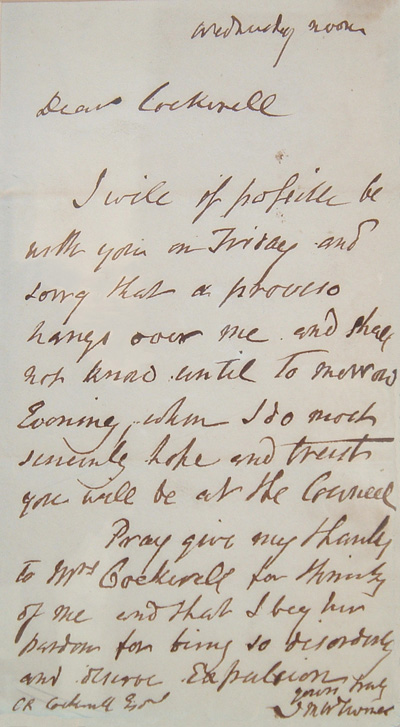 Wednesday noon
Dear Cockerell
I will if possible be
with you on Friday and
sorry that a proviso
hangs over me and shall
not know until To morrow
Evening, when I do most
sincerely hope and trust
you will be at the Council
Pray give my thanks
to Mrs Cockerell for thinking
of me and that I beg her
pardon for being so disorderly
and deserve Expulsion
Yours truly
CR Cockerell Esqr
J M W Turner